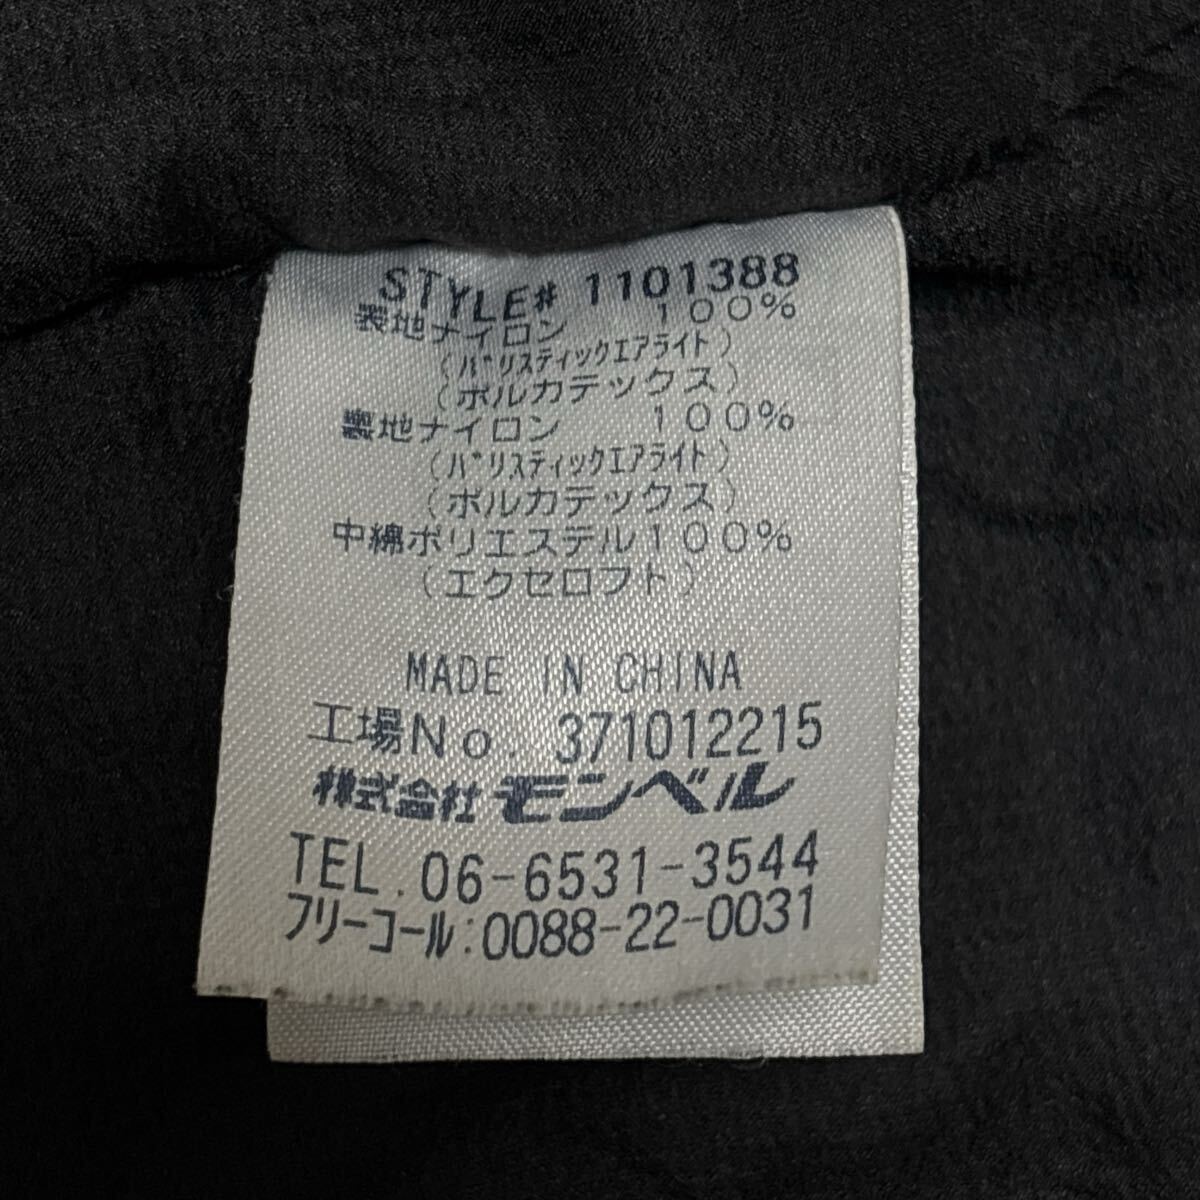 STYLE# 1101388
表地ナイロン 100%
(バリスティックエアライト)
(ポルカテックス)
裏地ナイロン 100%
(バリスティックエアライト)
(ポルカテックス)
中綿ポリエステル100%
(エクセロフト)
MADE IN CHINA
工場No. 371012215
株式会社 モンベル
TEL. 06-6531-3544
フリーコール:0088-22-0031